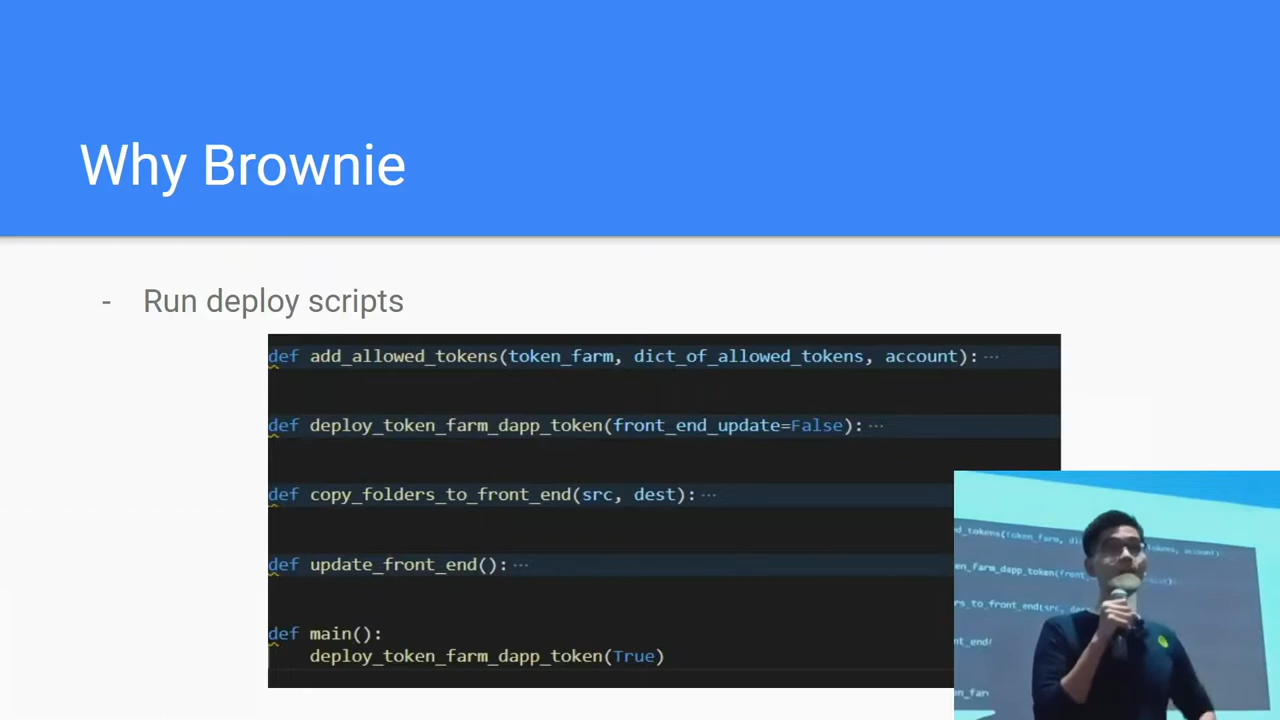 Why Brownie
- Run deploy scripts
def add_allowed_tokens(token_farm, dict_of_allowed_tokens, account):···
def deploy_token_farm_dapp_token(front_end_update=False):···
def copy_folders_to_front_end(src, dest):···
def update_front_end():···
def main():
deploy_token_farm_dapp_token(True)